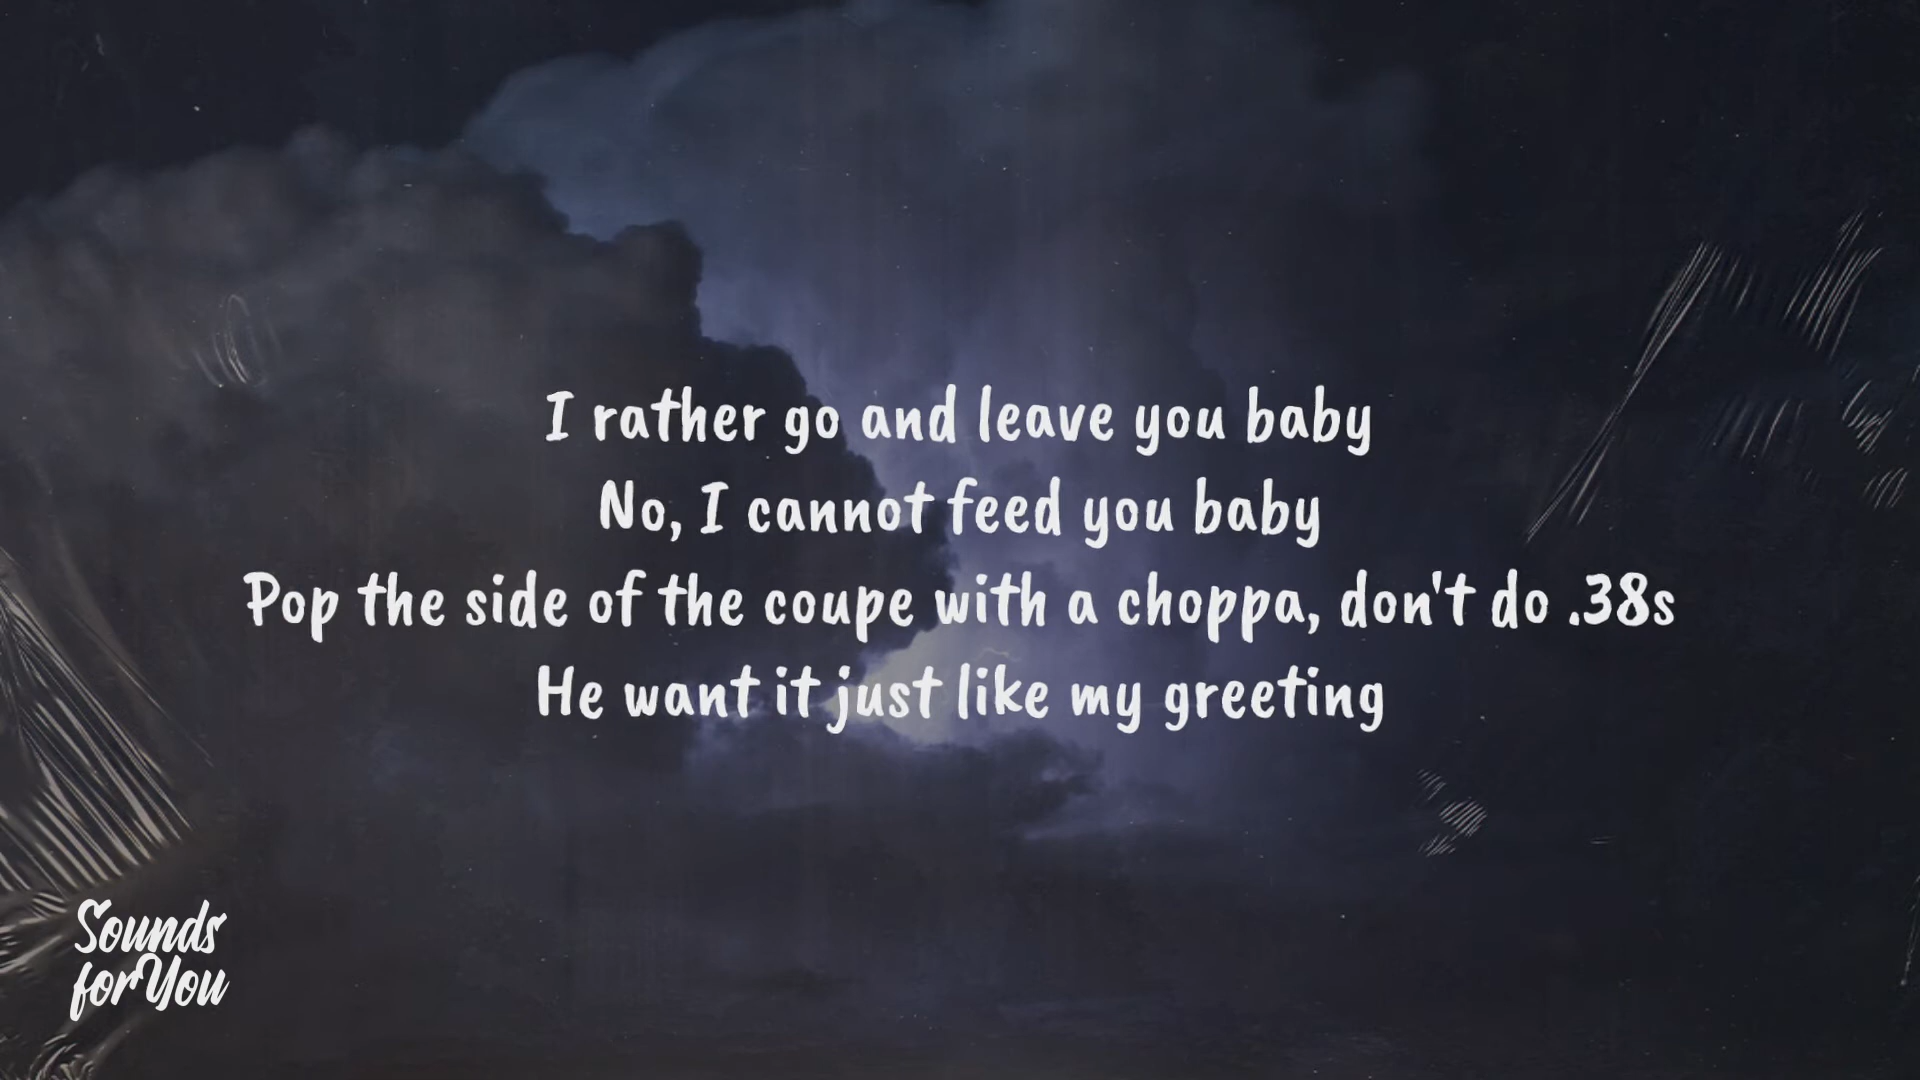 I rather go and leave you baby
No, I cannot feed you baby
Pop the side of the coupe with a choppa, don't do .38s
He want it just like my greeting
Sounds
for You